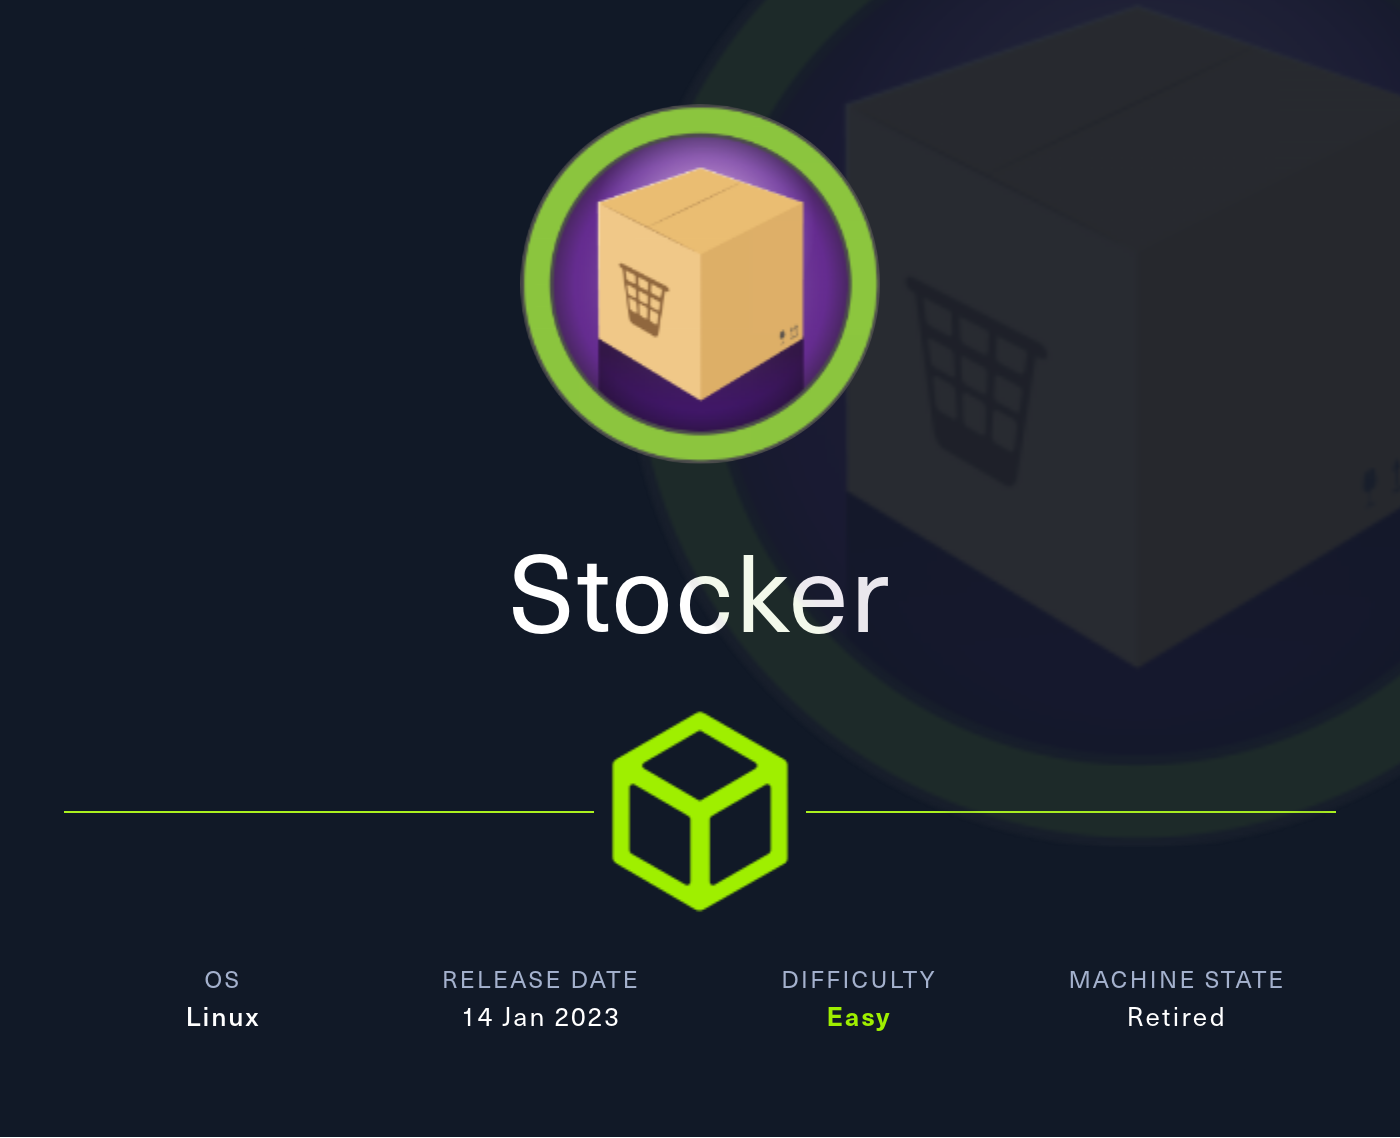 Stocker
OS
Linux
RELEASE DATE
14 Jan 2023
DIFFICULTY
Easy
MACHINE STATE
Retired